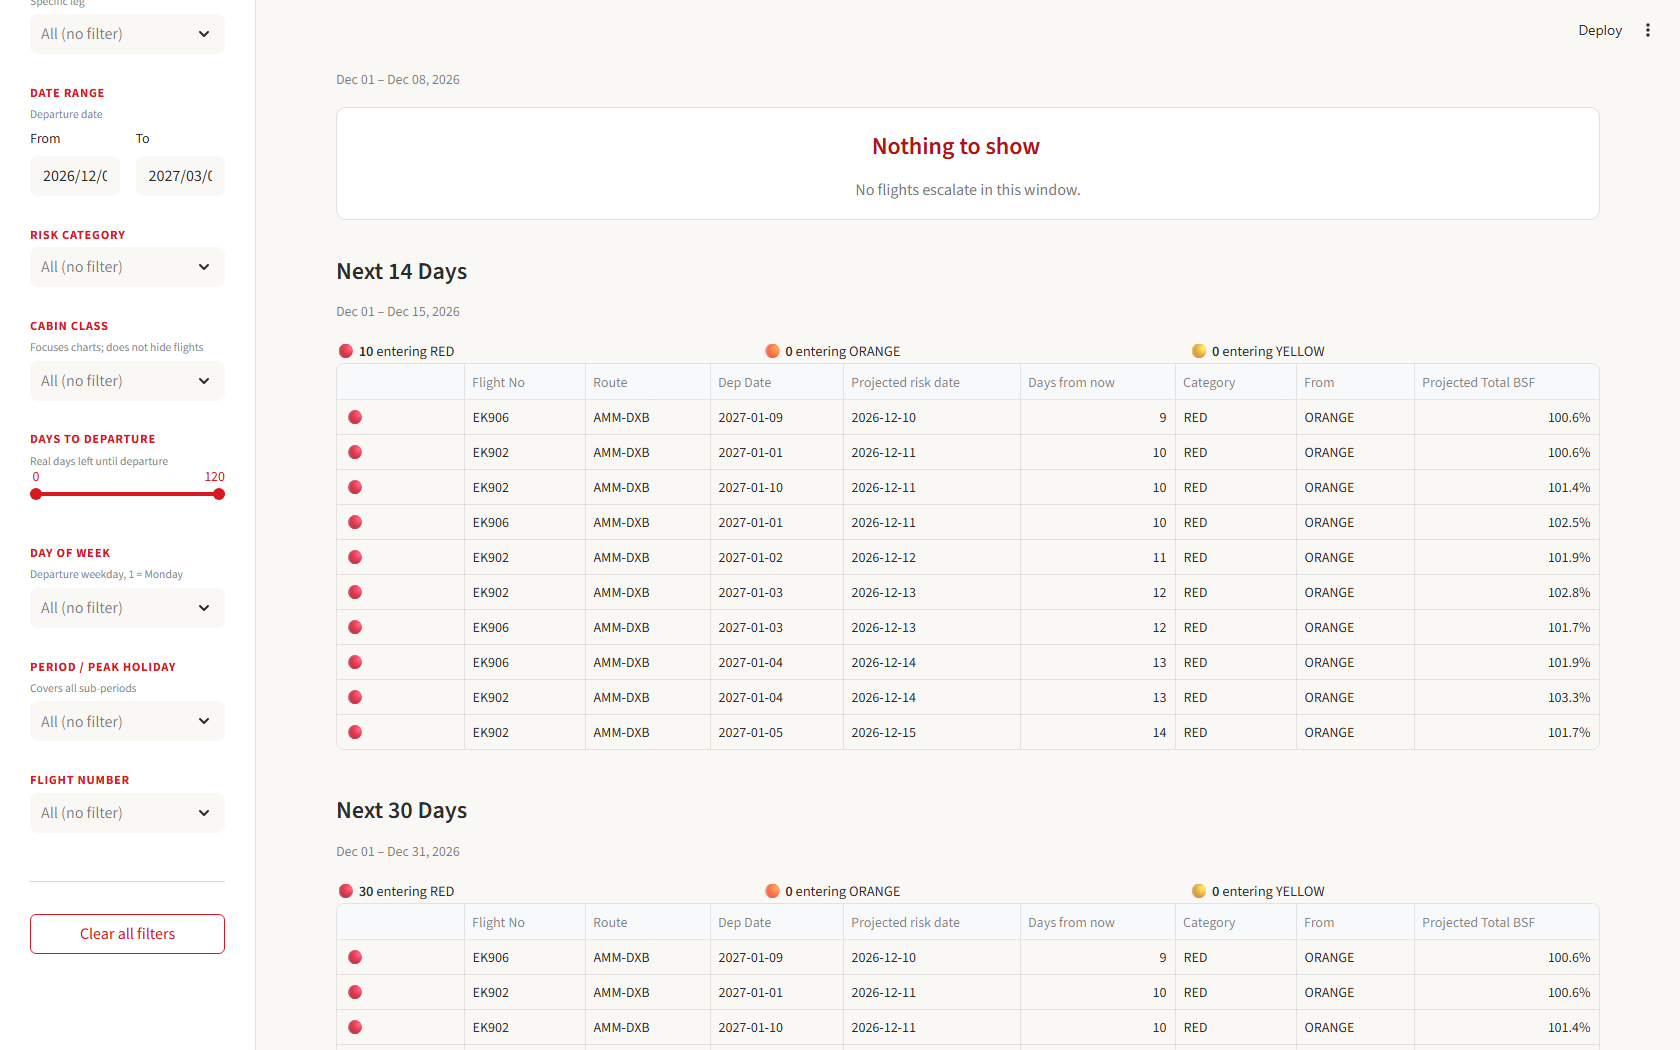 Specific leg
All (no filter)
DATE RANGE
Departure date
From To
2026/12/0 2027/03/0
RISK CATEGORY
All (no filter)
CABIN CLASS
Focuses charts; does not hide flights
All (no filter)
DAYS TO DEPARTURE
Real days left until departure
0 120
DAY OF WEEK
Departure weekday, 1 = Monday
All (no filter)
PERIOD / PEAK HOLIDAY
Covers all sub-periods
All (no filter)
FLIGHT NUMBER
All (no filter)
Clear all filters
Deploy
Dec 01 – Dec 08, 2026
Nothing to show
No flights escalate in this window.
Next 14 Days
Dec 01 – Dec 15, 2026
10 entering RED 0 entering ORANGE 0 entering YELLOW
Flight No Route Dep Date Projected risk date Days from now Category From Projected Total BSF
EK906 AMM-DXB 2027-01-09 2026-12-10 9 RED ORANGE 100.6%
EK902 AMM-DXB 2027-01-01 2026-12-11 10 RED ORANGE 100.6%
EK902 AMM-DXB 2027-01-10 2026-12-11 10 RED ORANGE 101.4%
EK906 AMM-DXB 2027-01-01 2026-12-11 10 RED ORANGE 102.5%
EK902 AMM-DXB 2027-01-02 2026-12-12 11 RED ORANGE 101.9%
EK902 AMM-DXB 2027-01-03 2026-12-13 12 RED ORANGE 102.8%
EK906 AMM-DXB 2027-01-03 2026-12-13 12 RED ORANGE 101.7%
EK906 AMM-DXB 2027-01-04 2026-12-14 13 RED ORANGE 101.9%
EK902 AMM-DXB 2027-01-04 2026-12-14 13 RED ORANGE 103.3%
EK902 AMM-DXB 2027-01-05 2026-12-15 14 RED ORANGE 101.7%
Next 30 Days
Dec 01 – Dec 31, 2026
30 entering RED 0 entering ORANGE 0 entering YELLOW
Flight No Route Dep Date Projected risk date Days from now Category From Projected Total BSF
EK906 AMM-DXB 2027-01-09 2026-12-10 9 RED ORANGE 100.6%
EK902 AMM-DXB 2027-01-01 2026-12-11 10 RED ORANGE 100.6%
EK902 AMM-DXB 2027-01-10 2026-12-11 10 RED ORANGE 101.4%